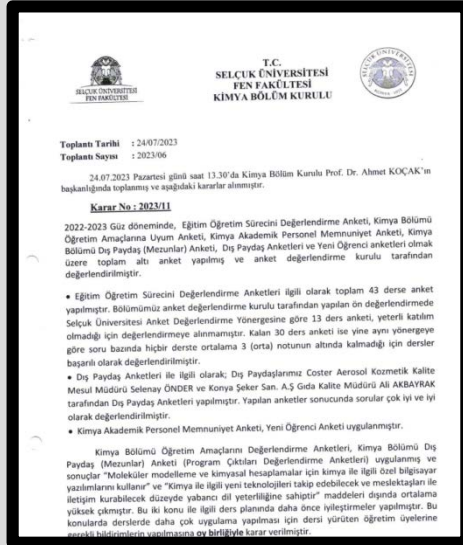 SELÇUK ÜNİVERSİTESİ
FEN FAKÜLTESİ
T.C.
SELÇUK ÜNİVERSİTESİ
FEN FAKÜLTESİ
KİMYA BÖLÜM KURULU
Toplantı Tarihi : 24/07/2023
Toplantı Sayısı : 2023/06
24.07.2023 Pazartesi günü saat 13.30'da Kimya Bölüm Kurulu Prof. Dr. Ahmet KOÇAK'ın
başkanlığında toplanmış ve aşağıdaki kararlar alınmıştır.
Karar No : 2023/11
2022-2023 Güz döneminde, Eğitim Öğretim Sürecini Değerlendirme Anketi, Kimya Bölümü
Öğretim Amaçlarına Uyum Anketi, Kimya Akademik Personel Memnuniyet Anketi, Kimya
Bölümü Dış Paydaş (Mezunlar) Anketi, Dış Paydaş Anketleri ve Yeni Öğrenci anketleri olmak
üzere toplam altı anket yapılmış ve anket değerlendirme kurulu tarafından
değerlendirilmiştir.
• Eğitim Öğretim Sürecini Değerlendirme Anketleri ilgili olarak toplam 43 derse anket
yapılmıştır. Bölümümüz anket değerlendirme kurulu tarafından yapılan ön değerlendirmede
Selçuk Üniversitesi Anket Değerlendirme Yönergesine göre 13 ders anketi, yeterli katılım
olmadığı için değerlendirmeye alınmamıştır. Kalan 30 ders anketi ise yine aynı yönergeye
göre soru bazında hiçbir derste ortalama 3 (orta) notunun altında kalmadığı için dersler
başarılı olarak değerlendirilmiştir.
• Dış Paydaş Anketleri ile ilgili olarak; Dış Paydaşlarımız Coster Aerosol Kozmetik Kalite
Mesul Müdürü Selenay ÖNDER ve Konya Şeker San. A.Ş Gıda Kalite Müdürü Ali AKBAYRAK
tarafından Dış Paydaş Anketleri yapılmıştır. Yapılan anketler sonucunda sorular çok iyi ve iyi
olarak değerlendirilmiştir.
• Kimya Akademik Personel Memnuniyet Anketi, Yeni Öğrenci Anketi uygulanmıştır.
Kimya Bölümü Öğretim Amaçlarını Değerlendirme Anketleri, Kimya Bölümü Dış
Paydaş (Mezunlar) Anketi (Program Çıktıları Değerlendirme Anketleri) uygulanmış ve
sonuçlar "Moleküler modelleme ve kimyasal hesaplamalar için kimya ile ilgili özel bilgisayar
yazılımlarını kullanır" ve "Kimya ile ilgili yeni teknolojileri takip edebilecek ve meslektaşları ile
iletişim kurabilecek düzeyde yabancı dil yeterliliğine sahiptir" maddeleri dışında ortalama
yüksek çıkmıştır. Bu iki konu ile ilgili ders planında daha önce iyileştirmeler yapılmıştır. Bu
konularda derslerde daha çok uygulama yapılması için dersi yürüten öğretim üyelerine
gerekli bildirimlerin yapılmasına oy birliğiyle karar verilmiştir.